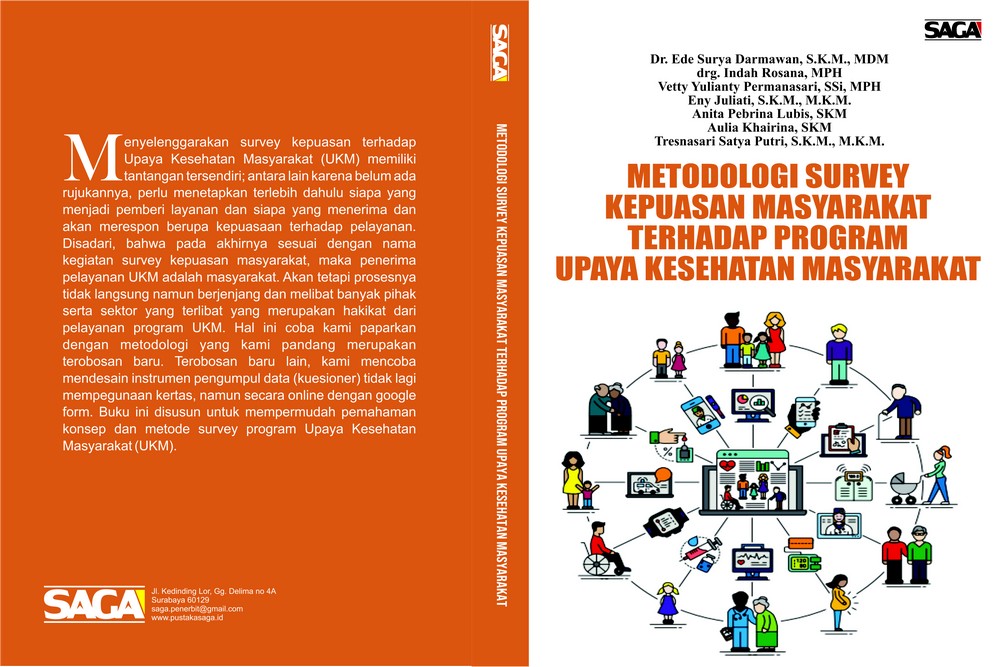 Menyelenggarakan survey kepuasan terhadap
Upaya Kesehatan Masyarakat (UKM) memiliki
tantangan tersendiri; antara lain karena belum ada
rujukannya, perlu menetapkan terlebih dahulu siapa yang
menjadi pemberi layanan dan siapa yang menerima dan
akan merespon berupa kepuasaan terhadap pelayanan.
Disadari, bahwa pada akhirnya sesuai dengan nama
kegiatan survey kepuasan masyarakat, maka penerima
pelayanan UKM adalah masyarakat. Akan tetapi prosesnya
tidak langsung namun berjenjang dan melibat banyak pihak
serta sektor yang terlibat yang merupakan hakikat dari
pelayanan program UKM. Hal ini coba kami paparkan
dengan metodologi yang kami pandang merupakan
terobosan baru. Terobosan baru lain, kami mencoba
mendesain instrumen pengumpul data (kuesioner) tidak lagi
mempegunaan kertas, namun secara online dengan google
form. Buku ini disusun untuk mempermudah pemahaman
konsep dan metode survey program Upaya Kesehatan
Masyarakat (UKM).
SAGA
Jl. Kedinding Lor, Gg. Delima no 4A
Surabaya 60129
saga.penerbit@gmail.com
www.pustakasaga.id
SAGA
METODOLOGI SURVEY KEPUASAN MASYARAKAT TERHADAP PROGRAM UPAYA KESEHATAN MASYARAKAT
SAGA
Dr. Ede Surya Darmawan, S.K.M., MDM
drg. Indah Rosana, MPH
Vetty Yulianty Permanasari, SSi, MPH
Eny Juliati, S.K.M., M.K.M.
Anita Pebrina Lubis, SKM
Aulia Khairina, SKM
Tresnasari Satya Putri, S.K.M., M.K.M.
METODOLOGI SURVEY
KEPUASAN MASYARAKAT
TERHADAP PROGRAM
UPAYA KESEHATAN MASYARAKAT